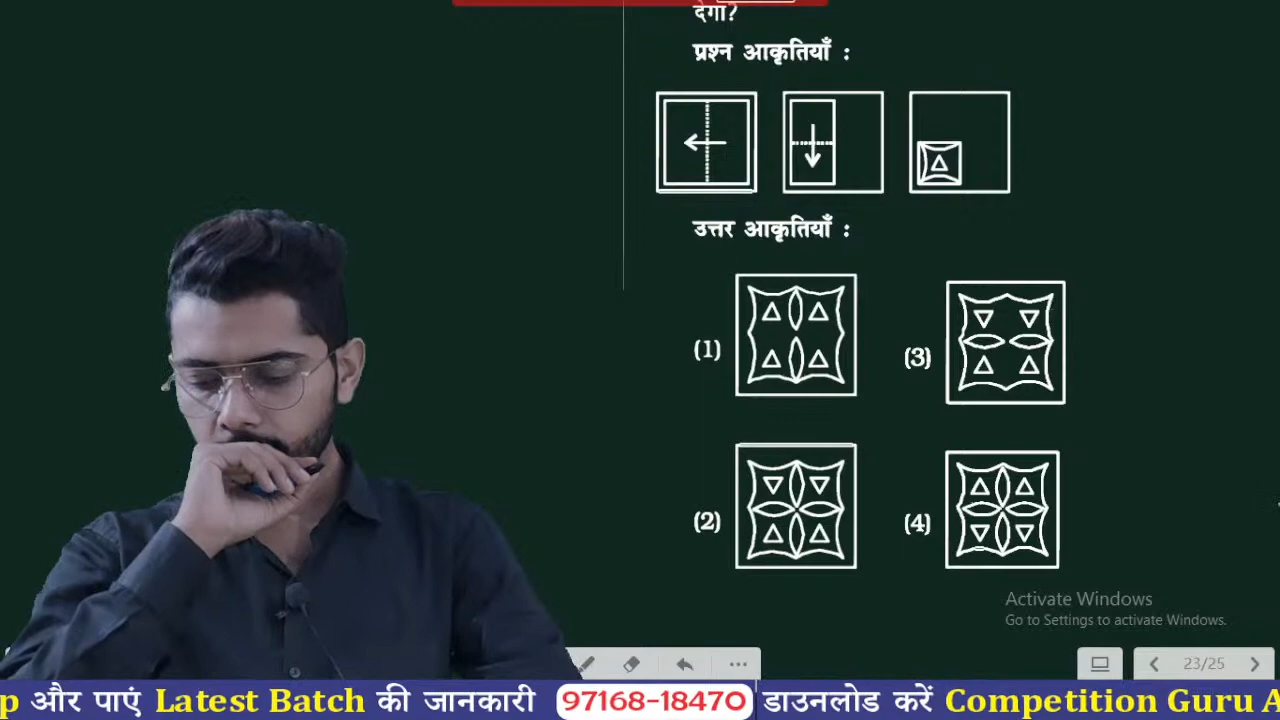 देगा?
प्रश्न आकृतियाँ :
उत्तर आकृतियाँ :
(1)
(3)
(2)
(4)
Activate Windows
Go to Settings to activate Windows.
23/25
p और पाएं Latest Batch की जानकारी 97168-18470 डाउनलोड करें Competition Guru A